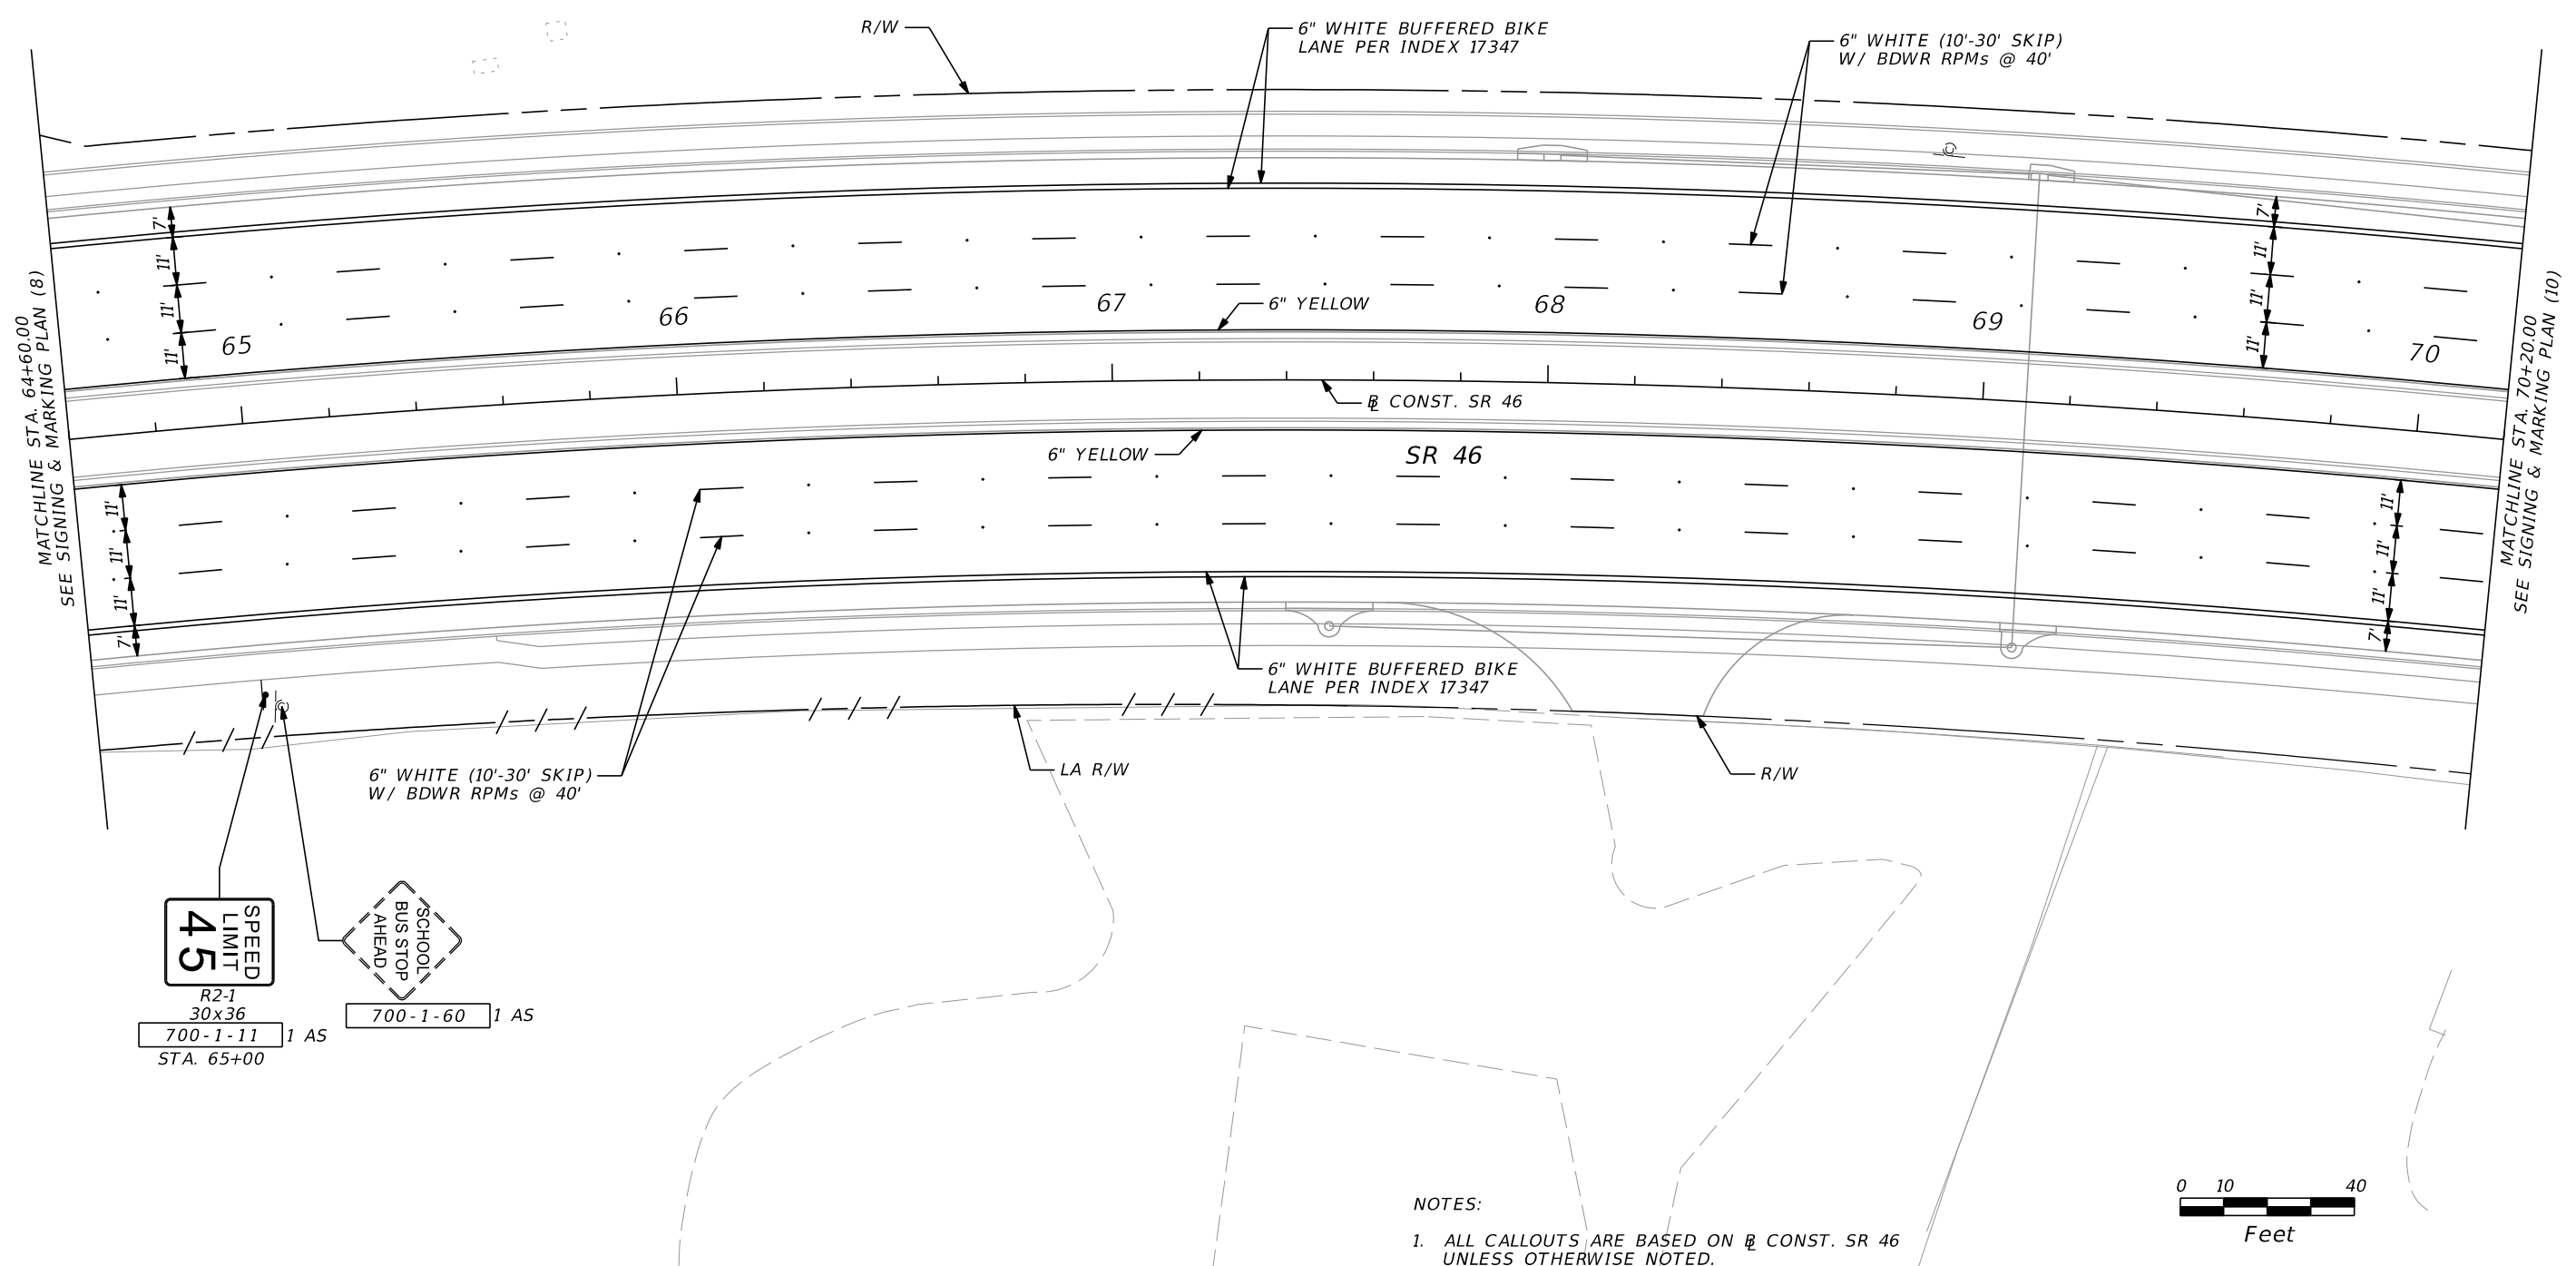 R/W
6" WHITE BUFFERED BIKE
LANE PER INDEX 17347
6" WHITE (10'-30' SKIP)
W/ BDWR RPMs @ 40'
7'
11'
11'
11'
7'
11'
11'
11'
65
66
67
68
69
70
6" YELLOW
MATCHLINE STA. 64+60.00
SEE SIGNING & MARKING PLAN (8)
MATCHLINE STA. 70+20.00
SEE SIGNING & MARKING PLAN (10)
℄ CONST. SR 46
6" YELLOW
SR 46
11'
11'
11'
7'
11'
11'
11'
7'
6" WHITE BUFFERED BIKE
LANE PER INDEX 17347
6" WHITE (10'-30' SKIP)
W/ BDWR RPMs @ 40'
LA R/W
R/W
SPEED
LIMIT
45
R2-1
30x36
700-1-11 1 AS
STA. 65+00
SCHOOL
BUS STOP
AHEAD
700-1-60 1 AS
NOTES:
1. ALL CALLOUTS ARE BASED ON ℄ CONST. SR 46
UNLESS OTHERWISE NOTED.
0 10 40
Feet